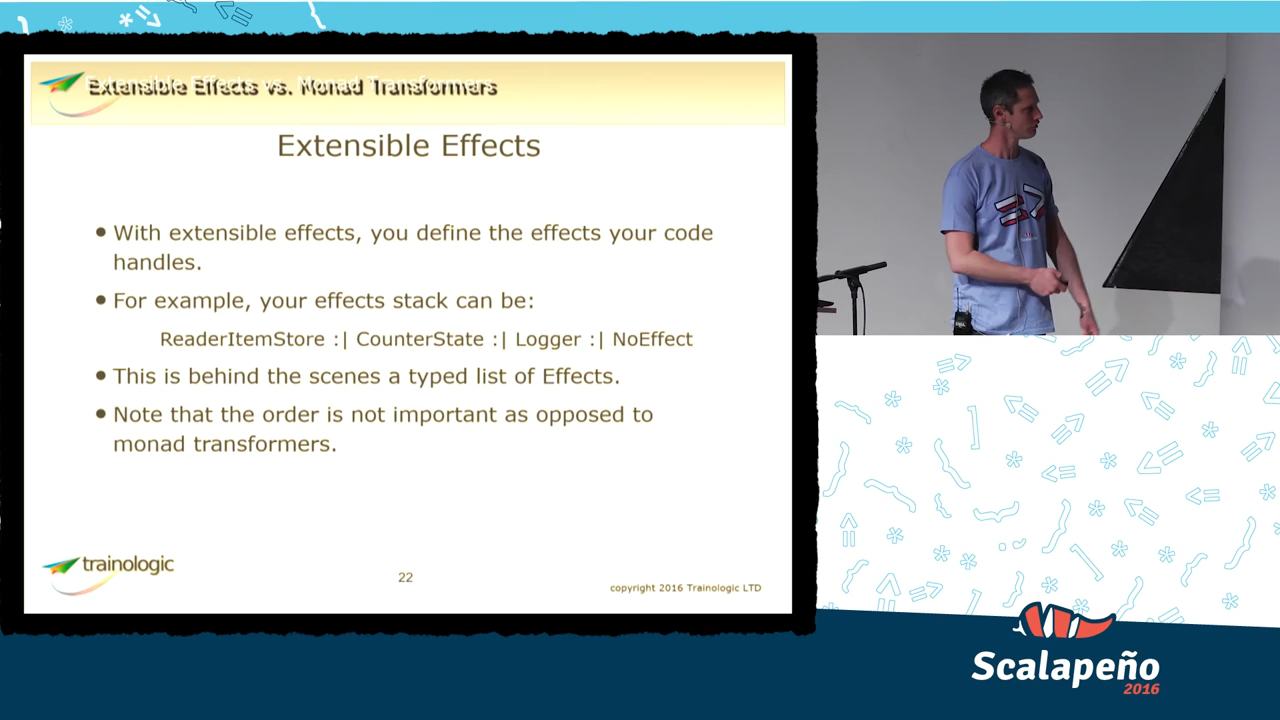 Extensible Effects vs. Monad Transformers
Extensible Effects
• With extensible effects, you define the effects your code
handles.
• For example, your effects stack can be:
ReaderItemStore :| CounterState :| Logger :| NoEffect
• This is behind the scenes a typed list of Effects.
• Note that the order is not important as opposed to
monad transformers.
trainologic
22
copyright 2016 Trainologic LTD
Scalapeño
2016